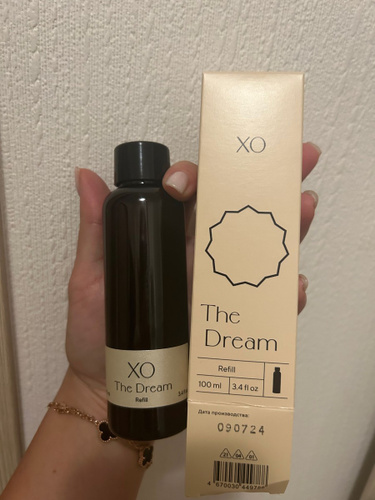 XO
The
Dream
Refill
100 ml
3.4 fl oz
Дата производства:
090724
XO
The Dream
Refill